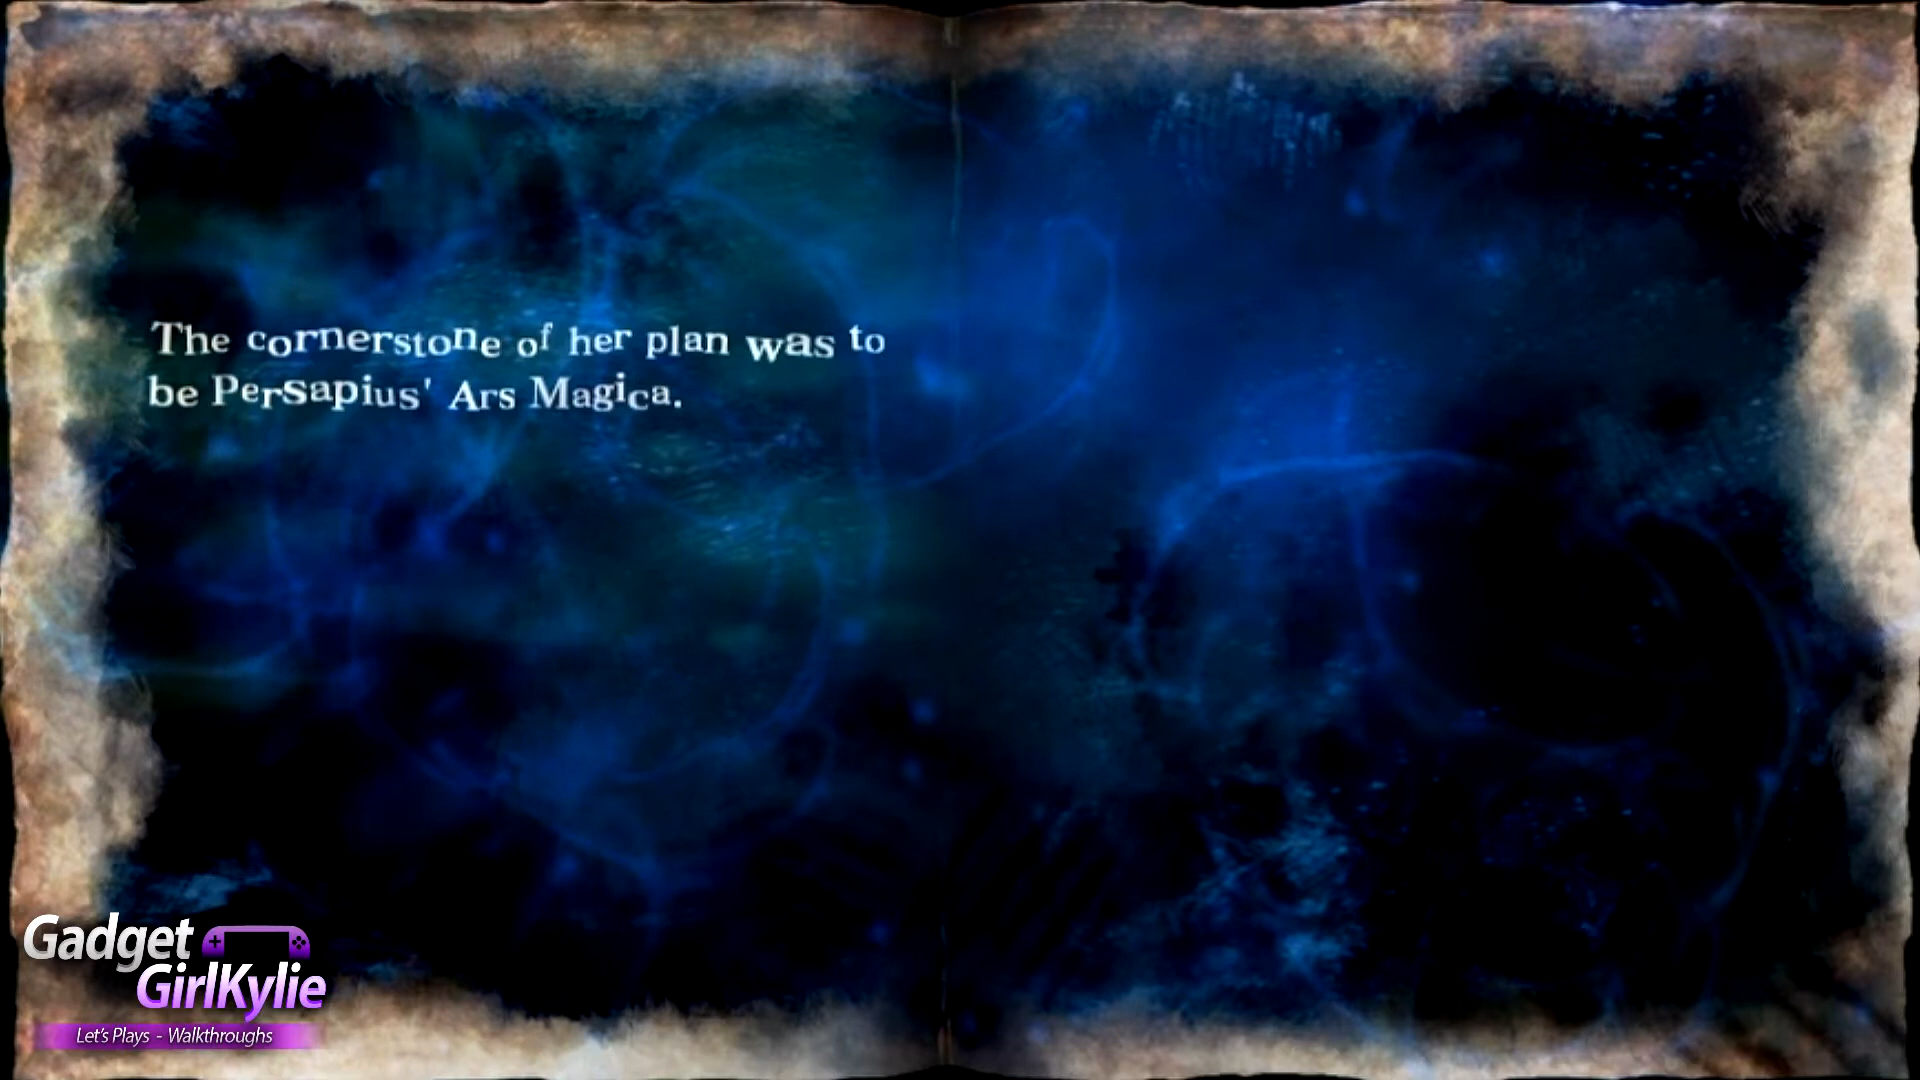 The cornerstone of her plan was to
be Persapius' Ars Magica.
Gadget
GirlKylie
Let's Plays - Walkthroughs